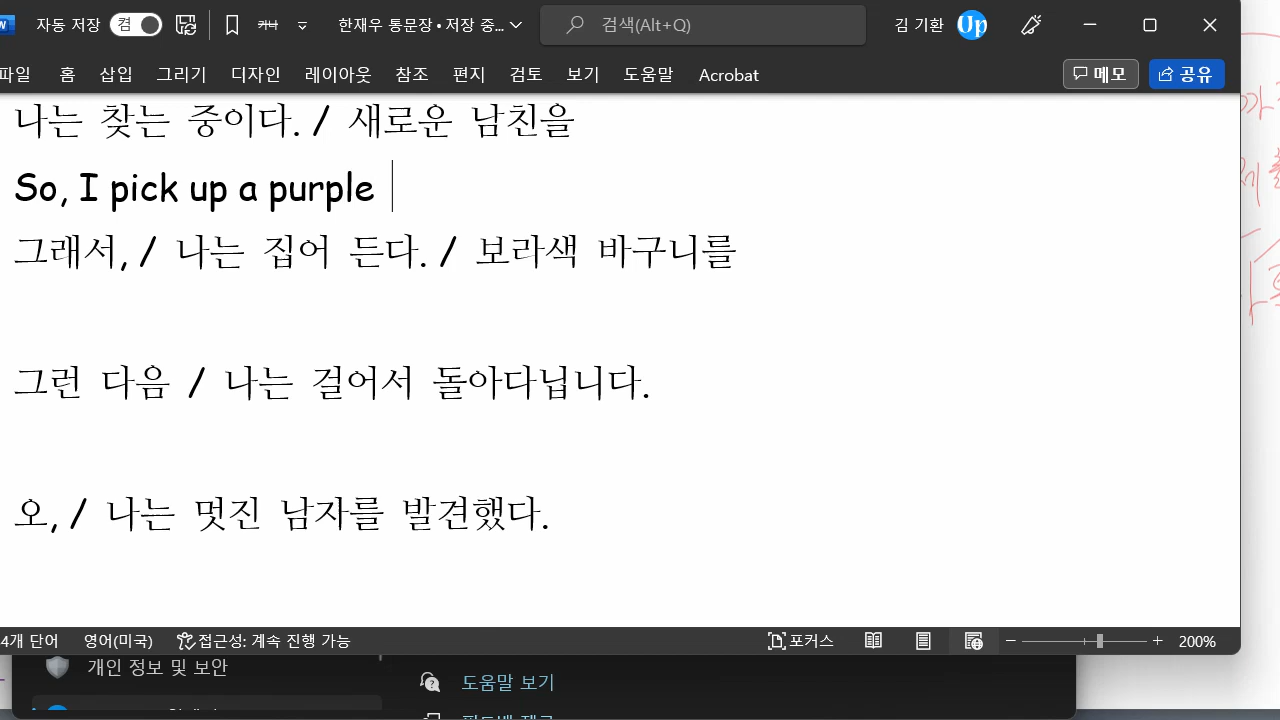 자동 저장 켬 가나 한재우 통문장 • 저장 중... 검색(Alt+Q) 김 기환 Up
파일 홈 삽입 그리기 디자인 레이아웃 참조 편지 검토 보기 도움말 Acrobat 메모 공유
나는 찾는 중이다. / 새로운 남친을
So, I pick up a purple
그래서, / 나는 집어 든다. / 보라색 바구니를
그런 다음 / 나는 걸어서 돌아다닙니다.
오, / 나는 멋진 남자를 발견했다.
4개 단어 영어(미국) 접근성: 계속 진행 가능 포커스 200%
개인 정보 및 보안
도움말 보기